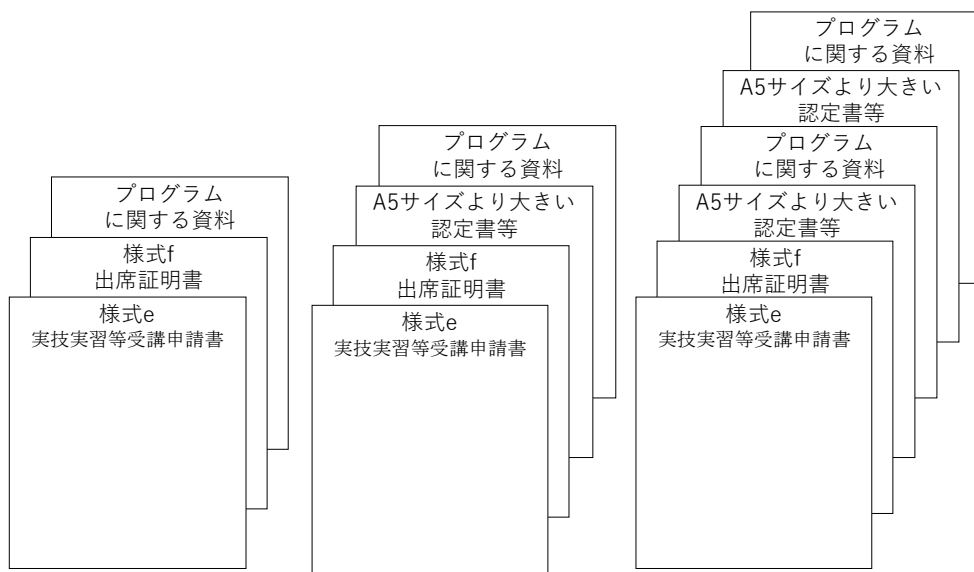 プログラム
に関する資料
様式f
出席証明書
様式e
実技実習等受講申請書
プログラム
に関する資料
A5サイズより大きい
認定書等
様式f
出席証明書
様式e
実技実習等受講申請書
プログラム
に関する資料
A5サイズより大きい
認定書等
プログラム
に関する資料
A5サイズより大きい
認定書等
様式f
出席証明書
様式e
実技実習等受講申請書